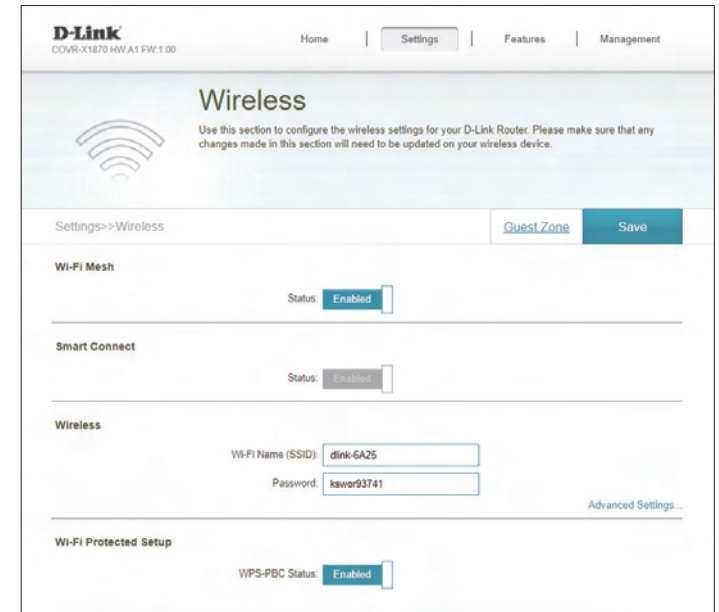 D-Link
COVR-X1870 HW:A1 FW:1.00
Home | Settings | Features | Management
Wireless
Use this section to configure the wireless settings for your D-Link Router. Please make sure that any
changes made in this section will need to be updated on your wireless device.
Settings>>Wireless Guest Zone Save
Wi-Fi Mesh
Status: Enabled
Smart Connect
Status: Enabled
Wireless
Wi-Fi Name (SSID): dlink-6A25
Password: kswor93741
Advanced Settings...
Wi-Fi Protected Setup
WPS-PBC Status: Enabled